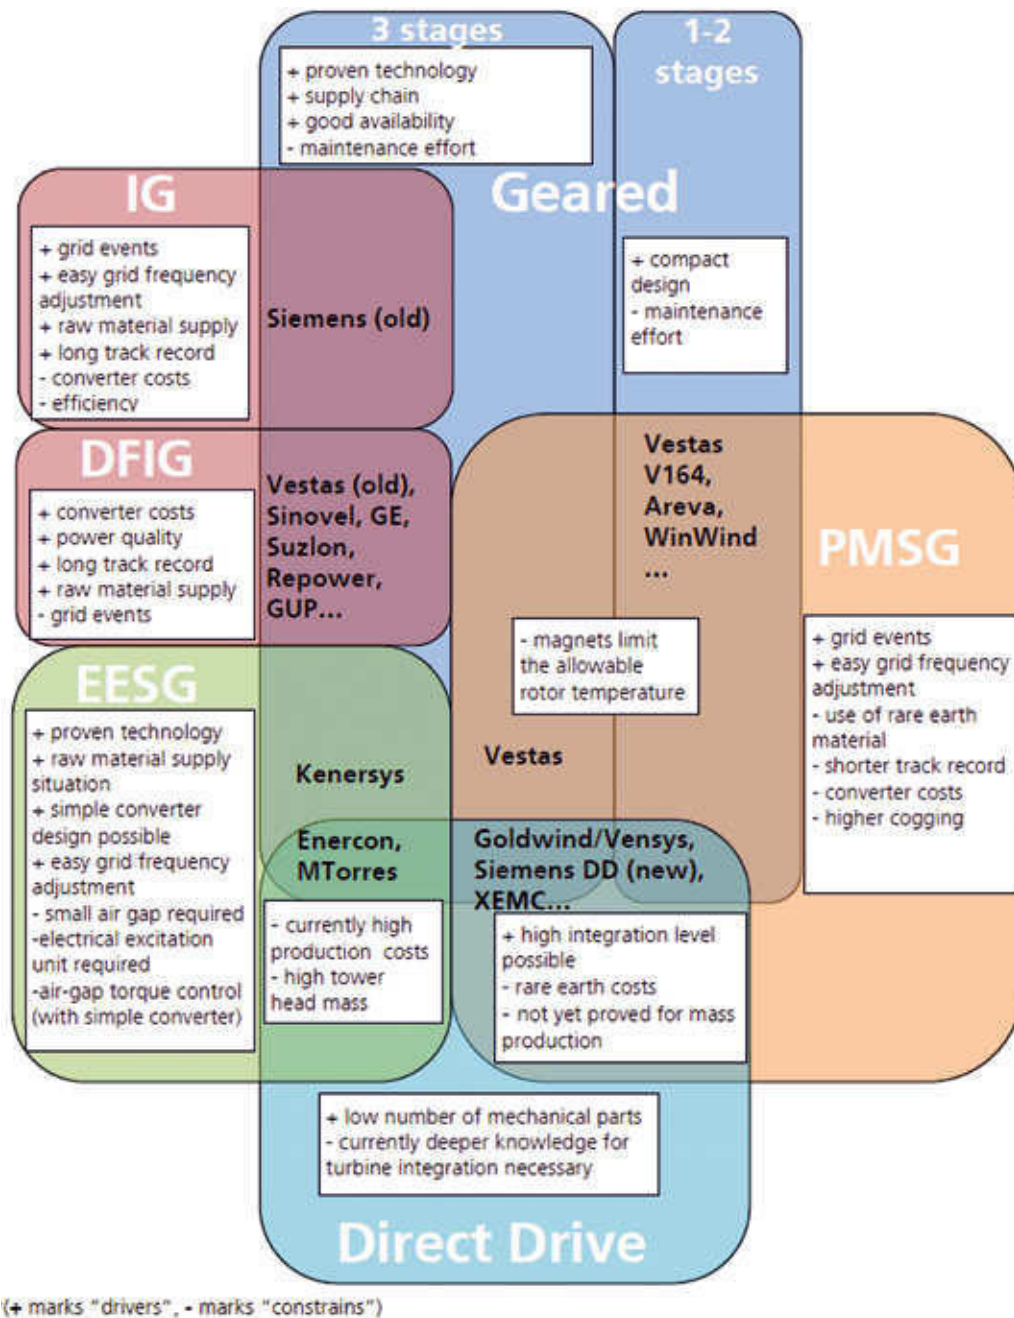 3 stages
+ proven technology
+ supply chain
+ good availability
- maintenance effort
1-2
stages
Geared
IG
+ grid events
+ easy grid frequency
adjustment
+ raw material supply
+ long track record
- converter costs
- efficiency
Siemens (old)
+ compact
design
- maintenance
effort
DFIG
+ converter costs
+ power quality
+ long track record
+ raw material supply
- grid events
Vestas (old),
Sinovel, GE,
Suzlon,
Repower,
GUP...
Vestas
V164,
Areva,
WinWind
...
PMSG
- magnets limit
the allowable
rotor temperature
+ grid events
+ easy grid frequency
adjustment
- use of rare earth
material
- shorter track record
- converter costs
- higher cogging
EESG
+ proven technology
+ raw material supply
situation
+ simple converter
design possible
+ easy grid frequency
adjustment
- small air gap required
-electrical excitation
unit required
-air-gap torque control
(with simple converter)
Kenersys
Vestas
Enercon,
MTorres
Goldwind/Vensys,
Siemens DD (new),
XEMC...
- currently high
production costs
- high tower
head mass
+ high integration level
possible
- rare earth costs
- not yet proved for mass
production
+ low number of mechanical parts
- currently deeper knowledge for
turbine integration necessary
Direct Drive
(+ marks "drivers", - marks "constrains")